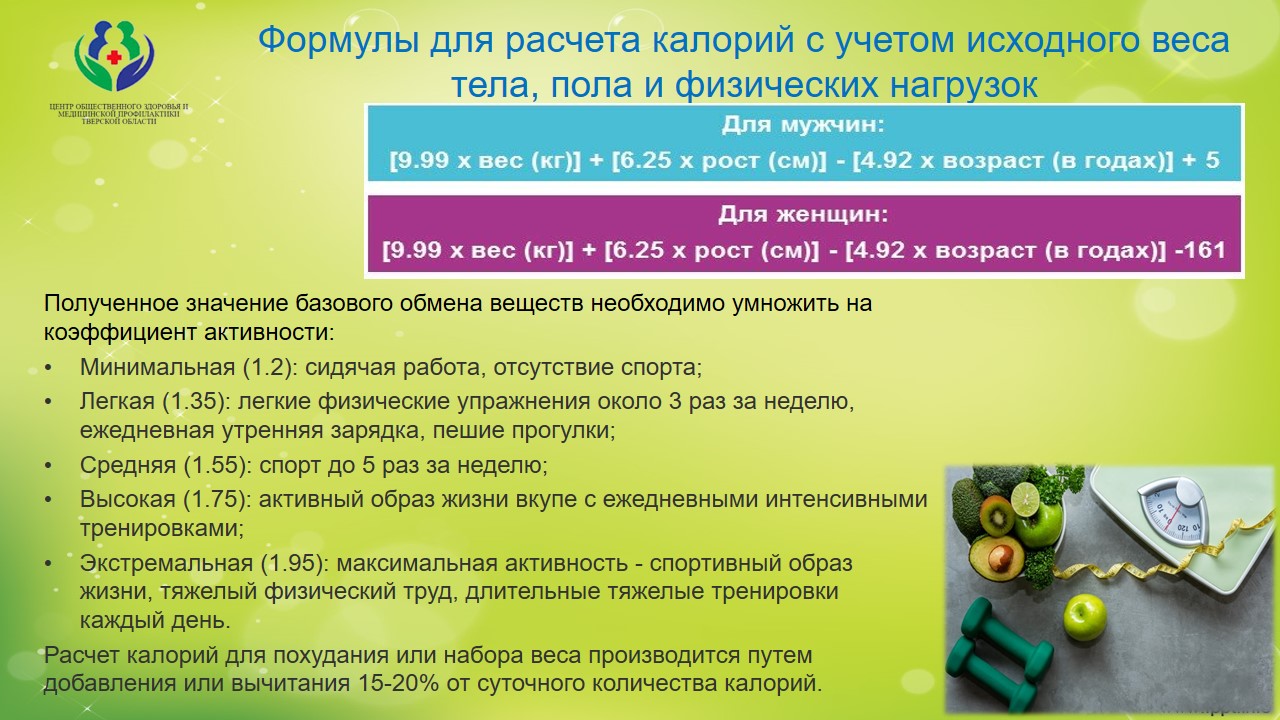 Формулы для расчета калорий с учетом исходного веса
тела, пола и физических нагрузок
ЦЕНТР ОБЩЕСТВЕННОГО ЗДОРОВЬЯ И
МЕДИЦИНСКОЙ ПРОФИЛАКТИКИ
ТВЕРСКОЙ ОБЛАСТИ
Для мужчин:
[9.99 x вес (кг)] + [6.25 x рост (см)] - [4.92 x возраст (в годах)] + 5
Для женщин:
[9.99 x вес (кг)] + [6.25 x рост (см)] - [4.92 x возраст (в годах)] -161
Полученное значение базового обмена веществ необходимо умножить на
коэффициент активности:
• Минимальная (1.2): сидячая работа, отсутствие спорта;
• Легкая (1.35): легкие физические упражнения около 3 раз за неделю,
ежедневная утренняя зарядка, пешие прогулки;
• Средняя (1.55): спорт до 5 раз за неделю;
• Высокая (1.75): активный образ жизни вкупе с ежедневными интенсивными
тренировками;
• Экстремальная (1.95): максимальная активность - спортивный образ
жизни, тяжелый физический труд, длительные тяжелые тренировки
каждый день.
Расчет калорий для похудания или набора веса производится путем
добавления или вычитания 15-20% от суточного количества калорий.